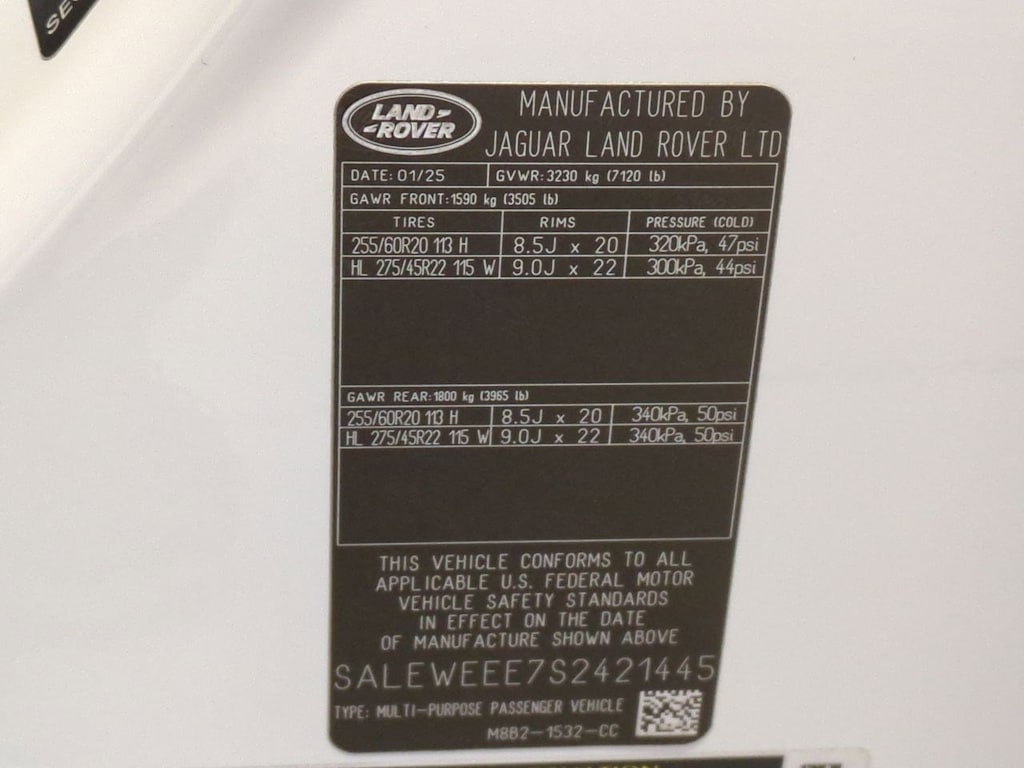 SE
LAND-
-ROVER
MANUFACTURED BY
JAGUAR LAND ROVER LTD
DATE: 01/25 GVWR: 3230 kg (7120 lb)
GAWR FRONT: 1590 kg (3505 lb)
TIRES RIMS PRESSURE (COLD)
255/60R20 113 H 8.5J x 20 320kPa, 47psi
HL 275/45R22 115 W 9.0J x 22 300kPa, 44psi
GAWR REAR: 1800 kg (3965 lb)
255/60R20 113 H 8.5J x 20 340kPa, 50psi
HL 275/45R22 115 W 9.0J x 22 340kPa, 50psi
THIS VEHICLE CONFORMS TO ALL
APPLICABLE U.S. FEDERAL MOTOR
VEHICLE SAFETY STANDARDS
IN EFFECT ON THE DATE
OF MANUFACTURE SHOWN ABOVE
SALEWEEE7S2421445
TYPE: MULTI-PURPOSE PASSENGER VEHICLE
M8B2-1532-CC